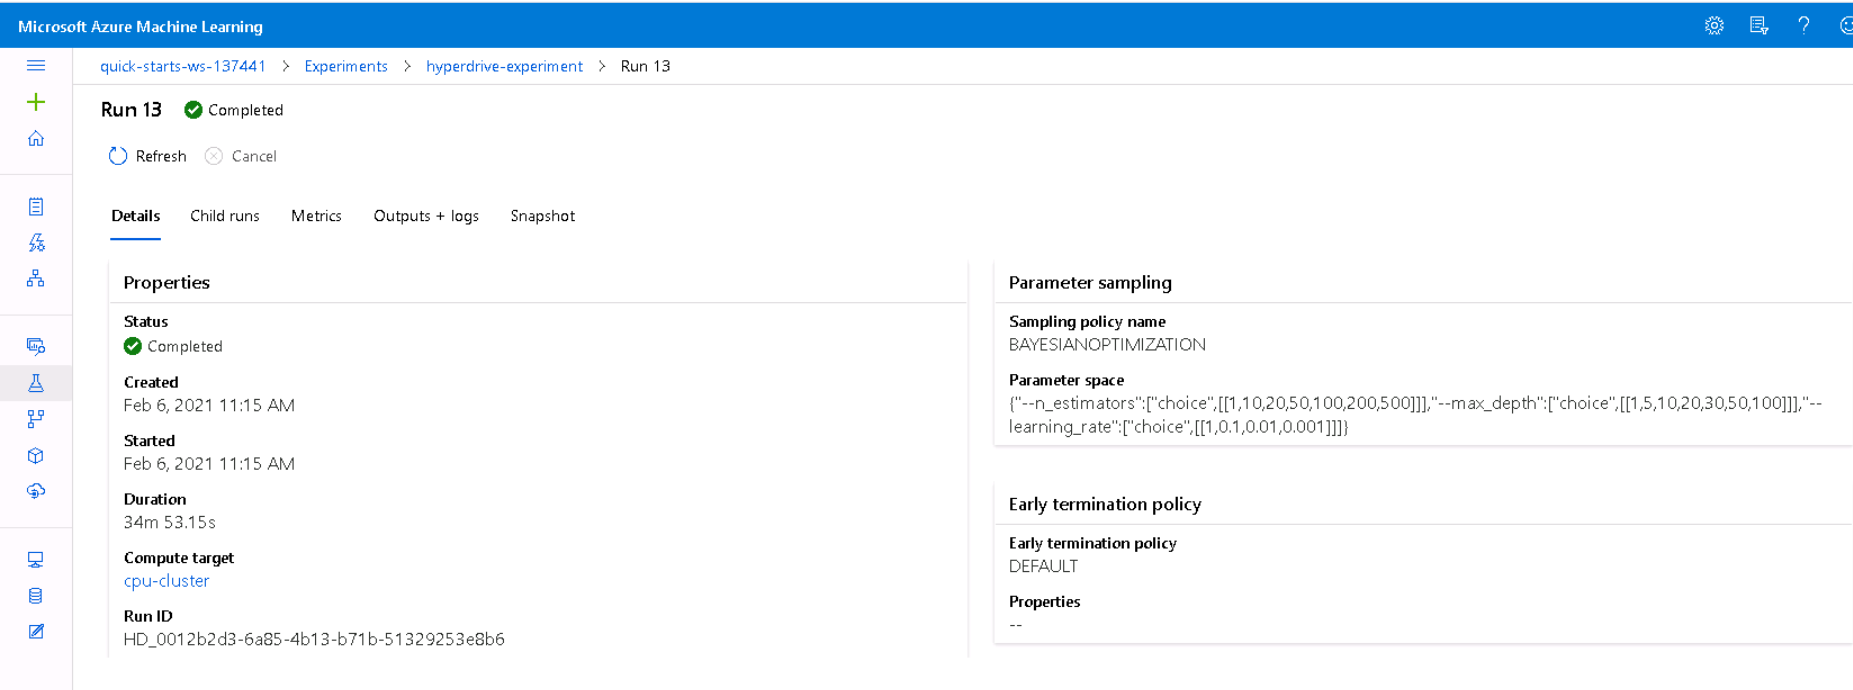 Microsoft Azure Machine Learning
quick-starts-ws-137441 > Experiments > hyperdrive-experiment > Run 13
Run 13 Completed
Refresh Cancel
Details Child runs Metrics Outputs + logs Snapshot
Properties
Status
Completed
Created
Feb 6, 2021 11:15 AM
Started
Feb 6, 2021 11:15 AM
Duration
34m 53.15s
Compute target
cpu-cluster
Run ID
HD_0012b2d3-6a85-4b13-b71b-51329253e8b6
Parameter sampling
Sampling policy name
BAYESIANOPTIMIZATION
Parameter space
{"--n_estimators":["choice",[[1,10,20,50,100,200,500]]],"--max_depth":["choice",[[1,5,10,20,30,50,100]]],"--
learning_rate":["choice",[[1,0.1,0.01,0.001]]]}
Early termination policy
Early termination policy
DEFAULT
Properties
--